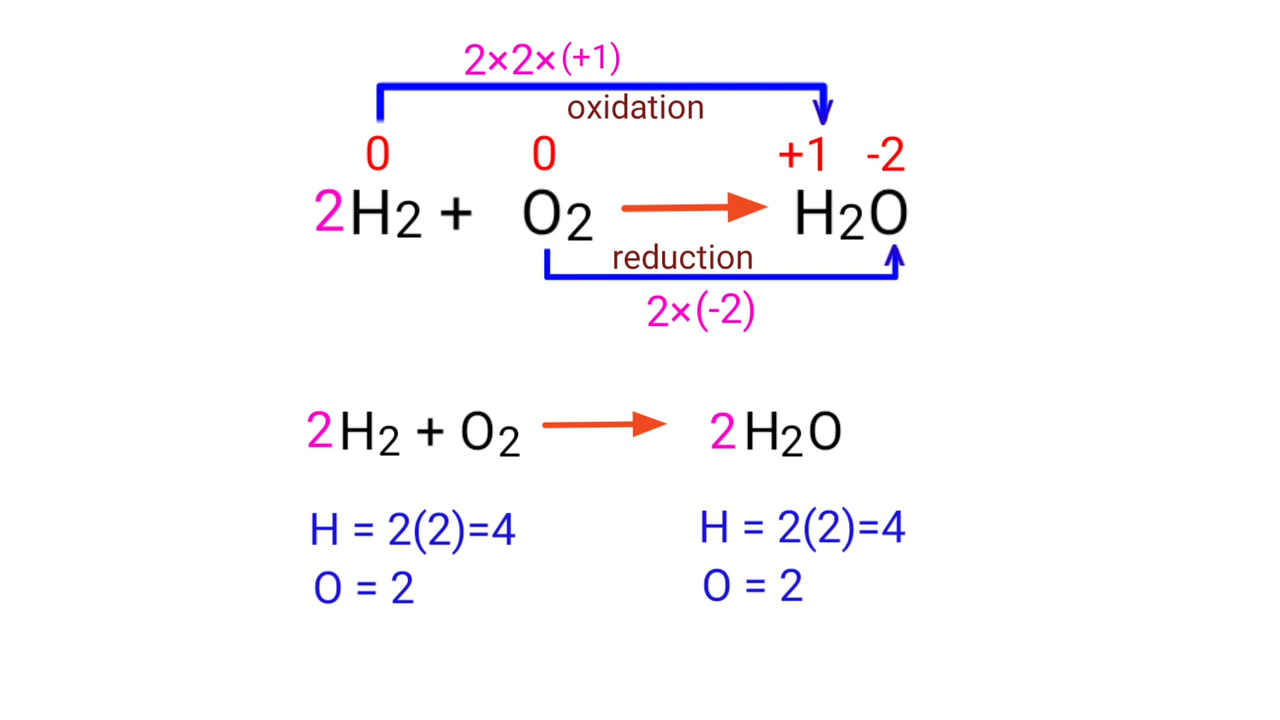 2×2×(+1)
oxidation
0 0 +1 -2
2H2 + O2 → H2O
reduction
2×(-2)
2H2 + O2 → 2H2O
H = 2(2)=4 H = 2(2)=4
O = 2 O = 2